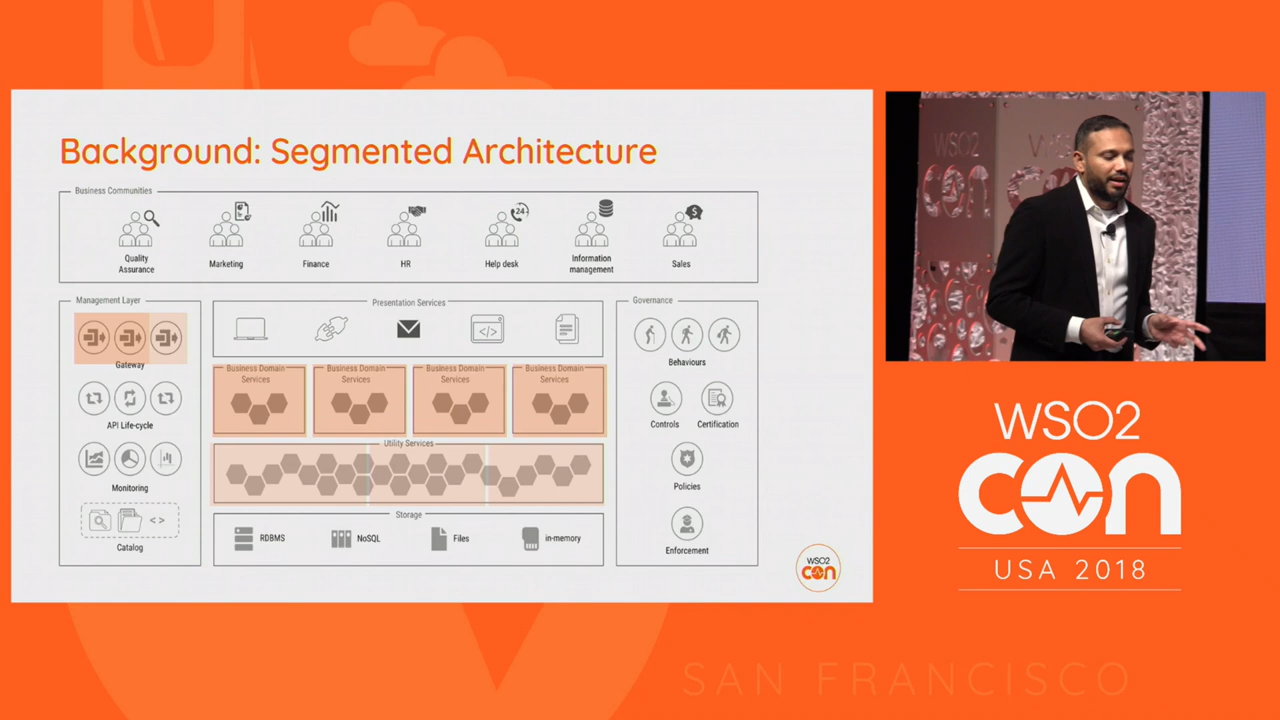 Background: Segmented Architecture
Business Communities
Quality
Assurance
Marketing
Finance
HR
24
Help desk
Information
management
$
Sales
Management Layer
Gateway
API Life-cycle
Monitoring
</>
Catalog
Presentation Services
</>
Business Domain
Services
Business Domain
Services
Business Domain
Services
Business Domain
Services
Utility Services
Storage
RDBMS
NoSQL
Files
in-memory
Governance
Behaviours
Controls
Certification
Policies
Enforcement
WSO2
CON
WSO2
CON
WSO2
CON
USA 2018
SAN FRANCISCO